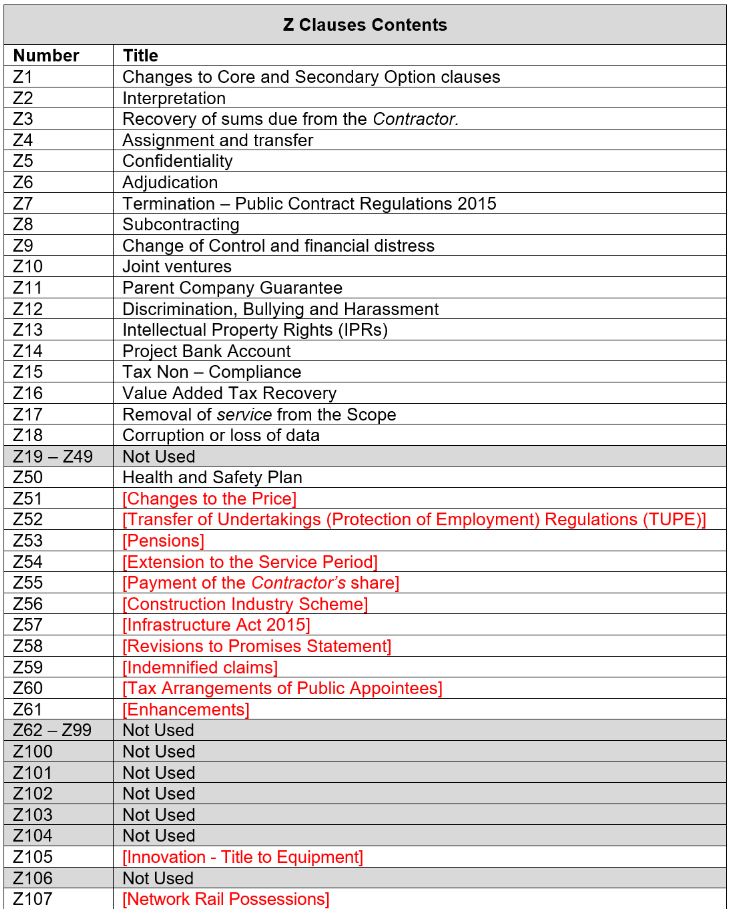 Z Clauses Contents
Number Title
Z1 Changes to Core and Secondary Option clauses
Z2 Interpretation
Z3 Recovery of sums due from the Contractor.
Z4 Assignment and transfer
Z5 Confidentiality
Z6 Adjudication
Z7 Termination – Public Contract Regulations 2015
Z8 Subcontracting
Z9 Change of Control and financial distress
Z10 Joint ventures
Z11 Parent Company Guarantee
Z12 Discrimination, Bullying and Harassment
Z13 Intellectual Property Rights (IPRs)
Z14 Project Bank Account
Z15 Tax Non – Compliance
Z16 Value Added Tax Recovery
Z17 Removal of service from the Scope
Z18 Corruption or loss of data
Z19 – Z49 Not Used
Z50 Health and Safety Plan
Z51 [Changes to the Price]
Z52 [Transfer of Undertakings (Protection of Employment) Regulations (TUPE)]
Z53 [Pensions]
Z54 [Extension to the Service Period]
Z55 [Payment of the Contractor’s share]
Z56 [Construction Industry Scheme]
Z57 [Infrastructure Act 2015]
Z58 [Revisions to Promises Statement]
Z59 [Indemnified claims]
Z60 [Tax Arrangements of Public Appointees]
Z61 [Enhancements]
Z62 – Z99 Not Used
Z100 Not Used
Z101 Not Used
Z102 Not Used
Z103 Not Used
Z104 Not Used
Z105 [Innovation - Title to Equipment]
Z106 Not Used
Z107 [Network Rail Possessions]